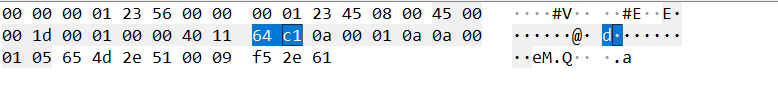 00 00 00 01 23 56 00 00 00 01 23 45 08 00 45 00 ····#V·· ··#E··E·
00 1d 00 01 00 00 40 11 64 c1 0a 00 01 0a 0a 00 ······@· d·······
01 05 65 4d 2e 51 00 09 f5 2e 61 ··eM.Q·· ·.a